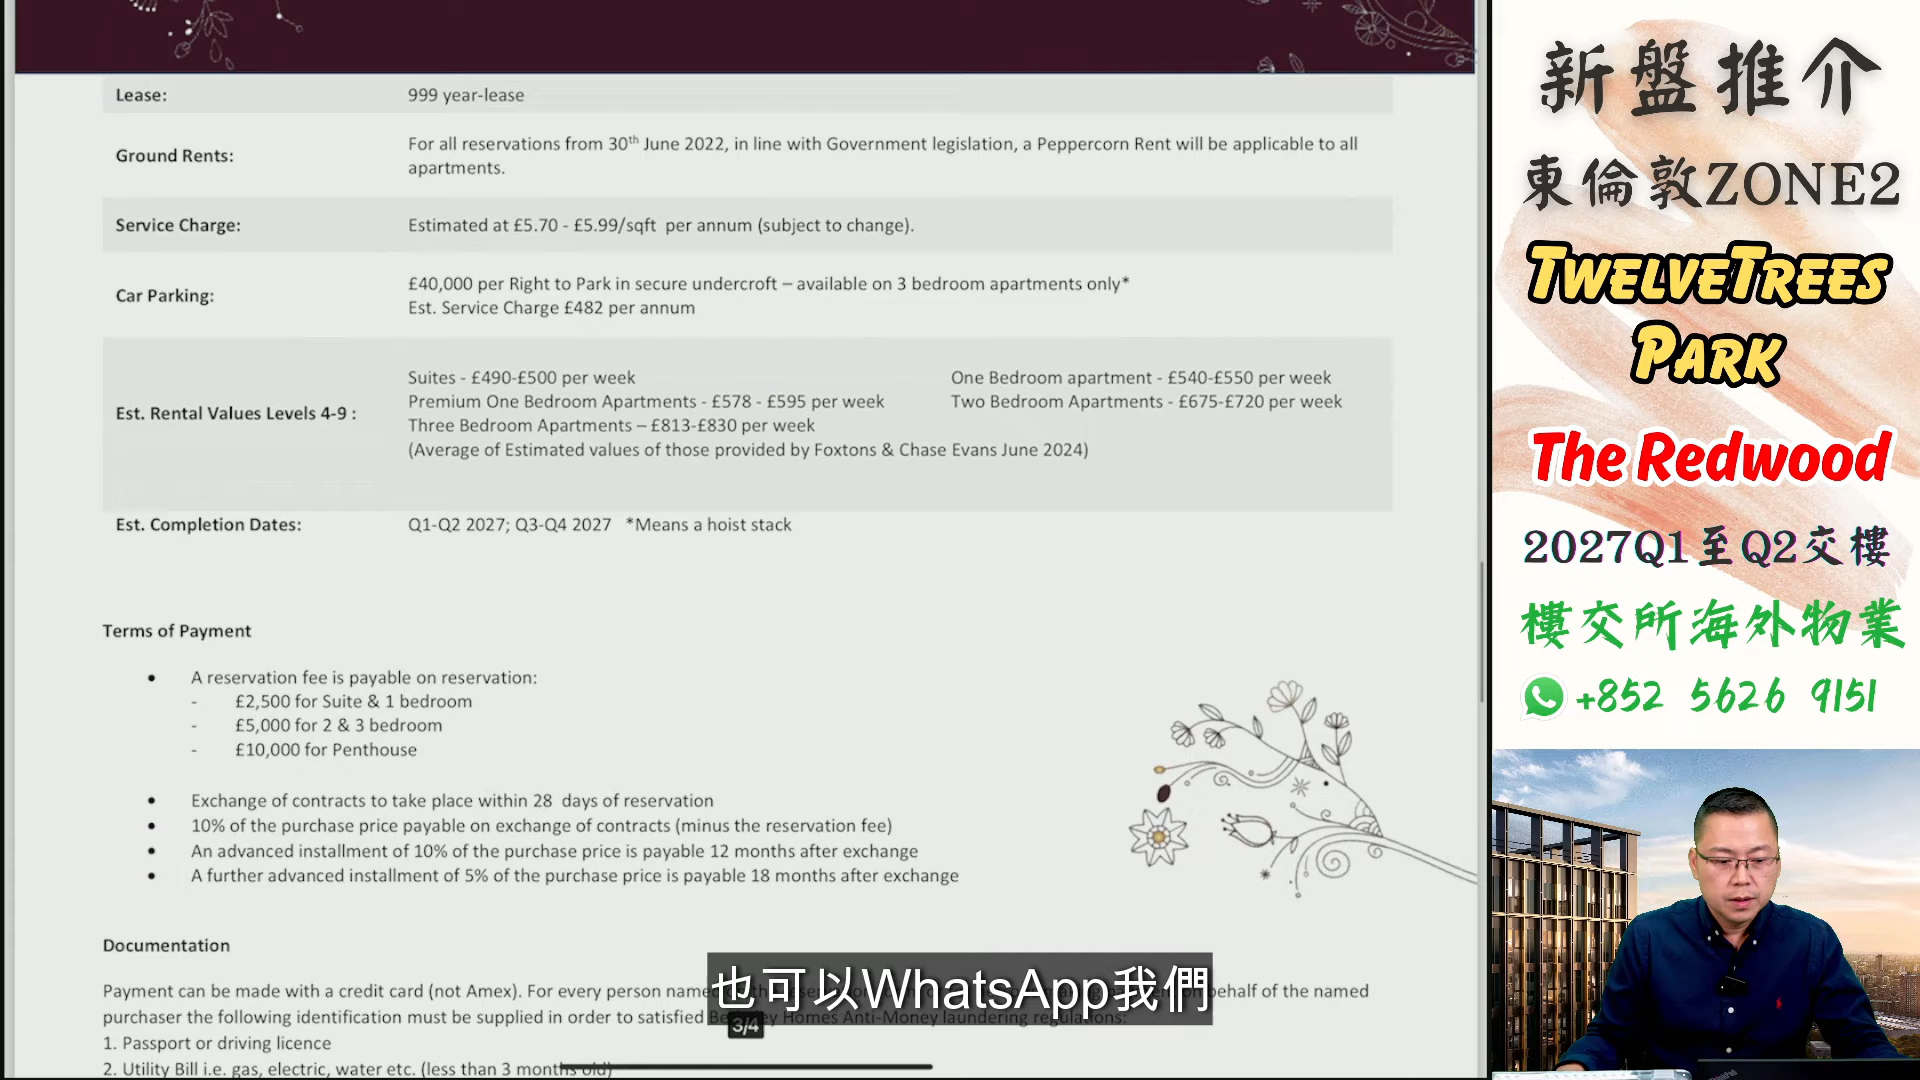 Lease: 999 year-lease
Ground Rents: For all reservations from 30th June 2022, in line with Government legislation, a Peppercorn Rent will be applicable to all
apartments.
Service Charge: Estimated at £5.70 - £5.99/sqft per annum (subject to change).
Car Parking: £40,000 per Right to Park in secure undercroft – available on 3 bedroom apartments only*
Est. Service Charge £482 per annum
Est. Rental Values Levels 4-9 :
Suites - £490-£500 per week One Bedroom apartment - £540-£550 per week
Premium One Bedroom Apartments - £578 - £595 per week Two Bedroom Apartments - £675-£720 per week
Three Bedroom Apartments – £813-£830 per week
(Average of Estimated values of those provided by Foxtons & Chase Evans June 2024)
Est. Completion Dates: Q1-Q2 2027; Q3-Q4 2027 *Means a hoist stack
Terms of Payment
• A reservation fee is payable on reservation:
- £2,500 for Suite & 1 bedroom
- £5,000 for 2 & 3 bedroom
- £10,000 for Penthouse
• Exchange of contracts to take place within 28 days of reservation
• 10% of the purchase price payable on exchange of contracts (minus the reservation fee)
• An advanced installment of 10% of the purchase price is payable 12 months after exchange
• A further advanced installment of 5% of the purchase price is payable 18 months after exchange
Documentation
Payment can be made with a credit card (not Amex). For every person name behalf of the named
purchaser the following identification must be supplied in order to satisfied Berkeley Homes Anti-Money laundering regulations:
1. Passport or driving licence
2. Utility Bill i.e. gas, electric, water etc. (less than 3 months old)
3/4
也可以WhatsApp我們
新盤推介
東倫敦ZONE2
TWELVETREES
PARK
The Redwood
2027Q1至Q2交樓
樓交所海外物業
+852 5626 9151